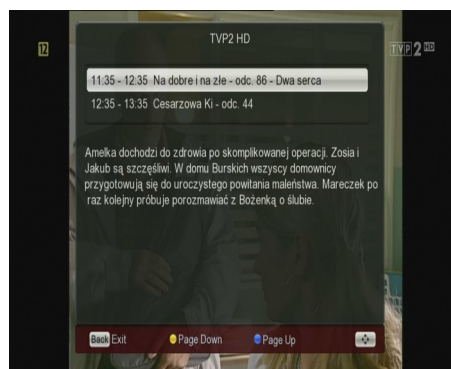 TVP2 HD
12
TVP2 HD
11:35 - 12:35 Na dobre i na złe - odc. 86 - Dwa serca
12:35 - 13:35 Cesarzowa Ki - odc. 44
Amelka dochodzi do zdrowia po skomplikowanej operacji. Zosia i
Jakub są szczęśliwi. W domu Burskich wszyscy domownicy
przygotowują się do uroczystego powitania maleństwa. Mareczek po
raz kolejny próbuje porozmawiać z Bożenką o ślubie.
Back Exit Page Down Page Up